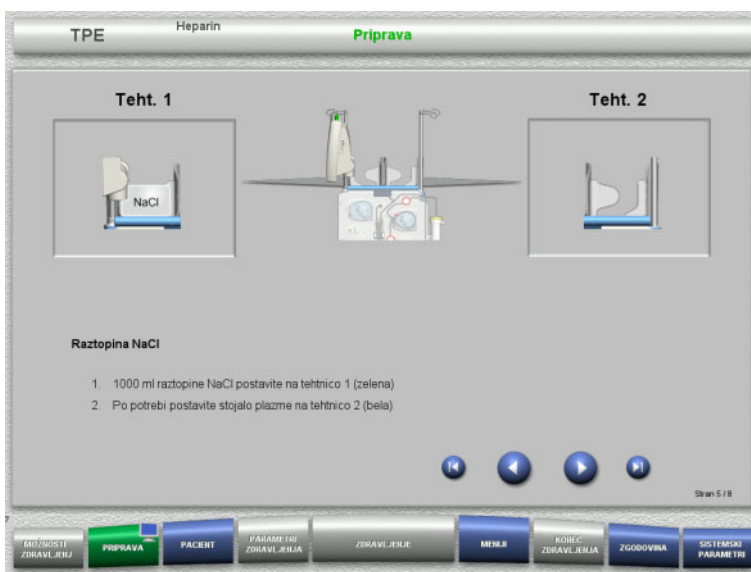 TPE
Heparin
Priprava
Teht. 1
Teht. 2
NaCl
Raztopina NaCl
1. 1000 ml raztopine NaCl postavite na tehtnico 1 (zelena)
2. Po potrebi postavite stojalo plazme na tehtnico 2 (bela)
Stran 5 / 8
MOŽNOSTI
ZDRAVLJENJ
PRIPRAVA
PACIENT
PARAMETRI
ZDRAVLJENJA
ZDRAVLJENJE
MENIJI
KONEC
ZDRAVLJENJA
ZGODOVINA
SISTEMSKI
PARAMETRI